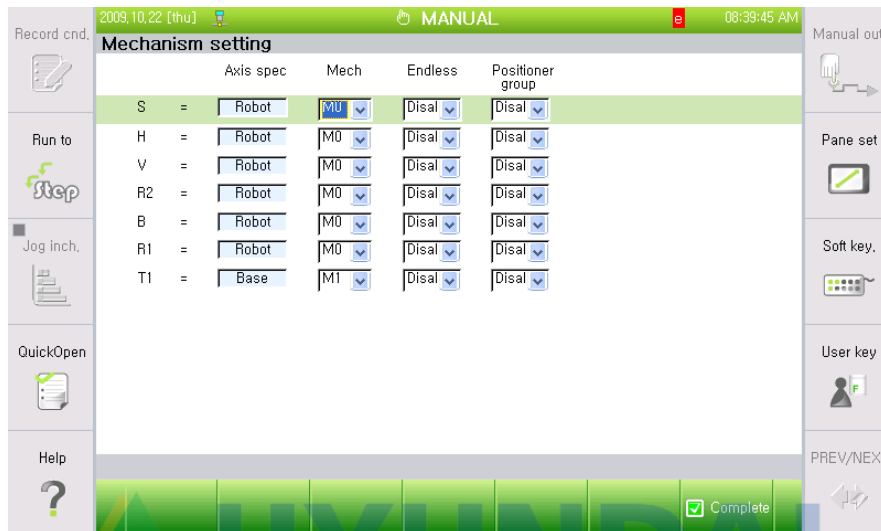 2009,10,22 [thu] MANUAL e 08:39:45 AM
Mechanism setting
Axis spec Mech Endless Positioner group
S = Robot M0 Disal Disal
H = Robot M0 Disal Disal
V = Robot M0 Disal Disal
R2 = Robot M0 Disal Disal
B = Robot M0 Disal Disal
R1 = Robot M0 Disal Disal
T1 = Base M1 Disal Disal
Record cnd,
Run to
Step
Jog inch,
QuickOpen
Help
?
Manual out
Pane set
Soft key,
User key
F
PREV/NEX
Complete
HYUNDAI